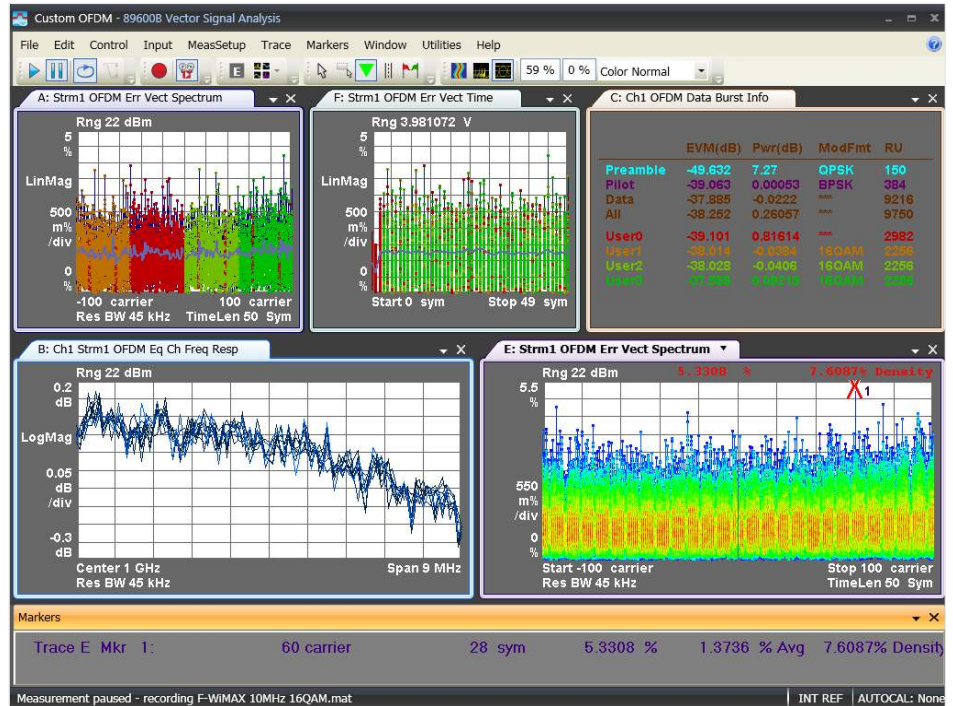 Custom OFDM - 89600B Vector Signal Analysis
File Edit Control Input MeasSetup Trace Markers Window Utilities Help
E 59 % 0 % Color Normal
A: Strm1 OFDM Err Vect Spectrum
Rng 22 dBm
5
%
LinMag
500
m%
/div
0
%
-100 carrier 100 carrier
Res BW 45 kHz TimeLen 50 Sym
F: Strm1 OFDM Err Vect Time
Rng 3.981072 V
5
%
LinMag
500
m%
/div
0
%
Start 0 sym Stop 49 sym
C: Ch1 OFDM Data Burst Info
EVM(dB) Pwr(dB) ModFmt RU
Preamble -49.632 7.27 QPSK 150
Pilot -39.063 0.00053 BPSK 384
Data -37.885 -0.0222 *** 9216
All -38.252 0.26057 *** 9750
User0 -39.101 0.81614 *** 2982
User1 -38.014 -0.0384 16QAM 2256
User2 -38.028 -0.0406 16QAM 2256
B: Ch1 Strm1 OFDM Eq Ch Freq Resp
Rng 22 dBm
0.2
dB
LogMag
0.05
dB
/div
-0.3
dB
Center 1 GHz Span 9 MHz
Res BW 45 kHz
E: Strm1 OFDM Err Vect Spectrum
Rng 22 dBm 5.3308 % 7.6087% Density
5.5
%
1
550
m%
/div
0
%
Start -100 carrier Stop 100 carrier
Res BW 45 kHz TimeLen 50 Sym
Markers
Trace E Mkr 1: 60 carrier 28 sym 5.3308 % 1.3736 % Avg 7.6087% Density
Measurement paused - recording F-WiMAX 10MHz 16QAM.mat INT REF AUTOCAL: None